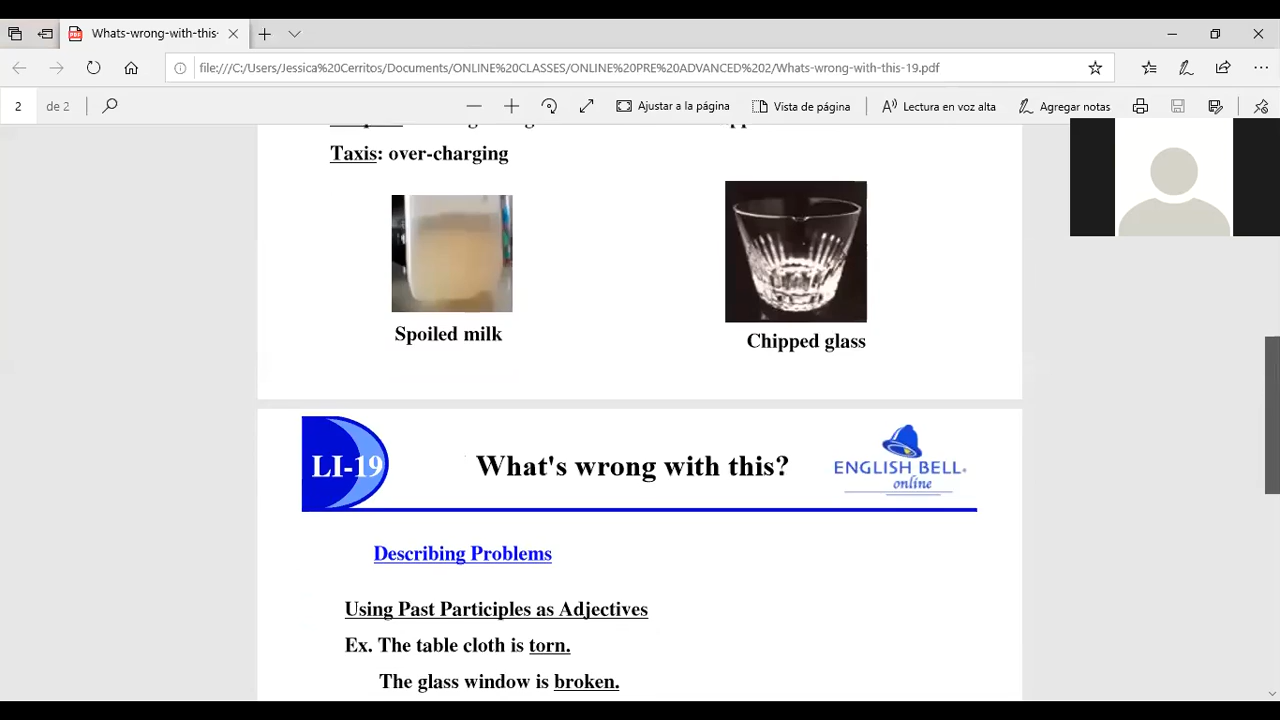 Whats-wrong-with-this-
file:///C:/Users/Jessica%20Cerritos/Documents/ONLINE%20CLASSES/ONLINE%20PRE%20ADVANCED%202/Whats-wrong-with-this-19.pdf
2 de 2
Ajustar a la página
Vista de página
Lectura en voz alta
Agregar notas
Taxis: over-charging
Spoiled milk
Chipped glass
LI-19
What's wrong with this?
ENGLISH BELL
online
Describing Problems
Using Past Participles as Adjectives
Ex. The table cloth is torn.
The glass window is broken.